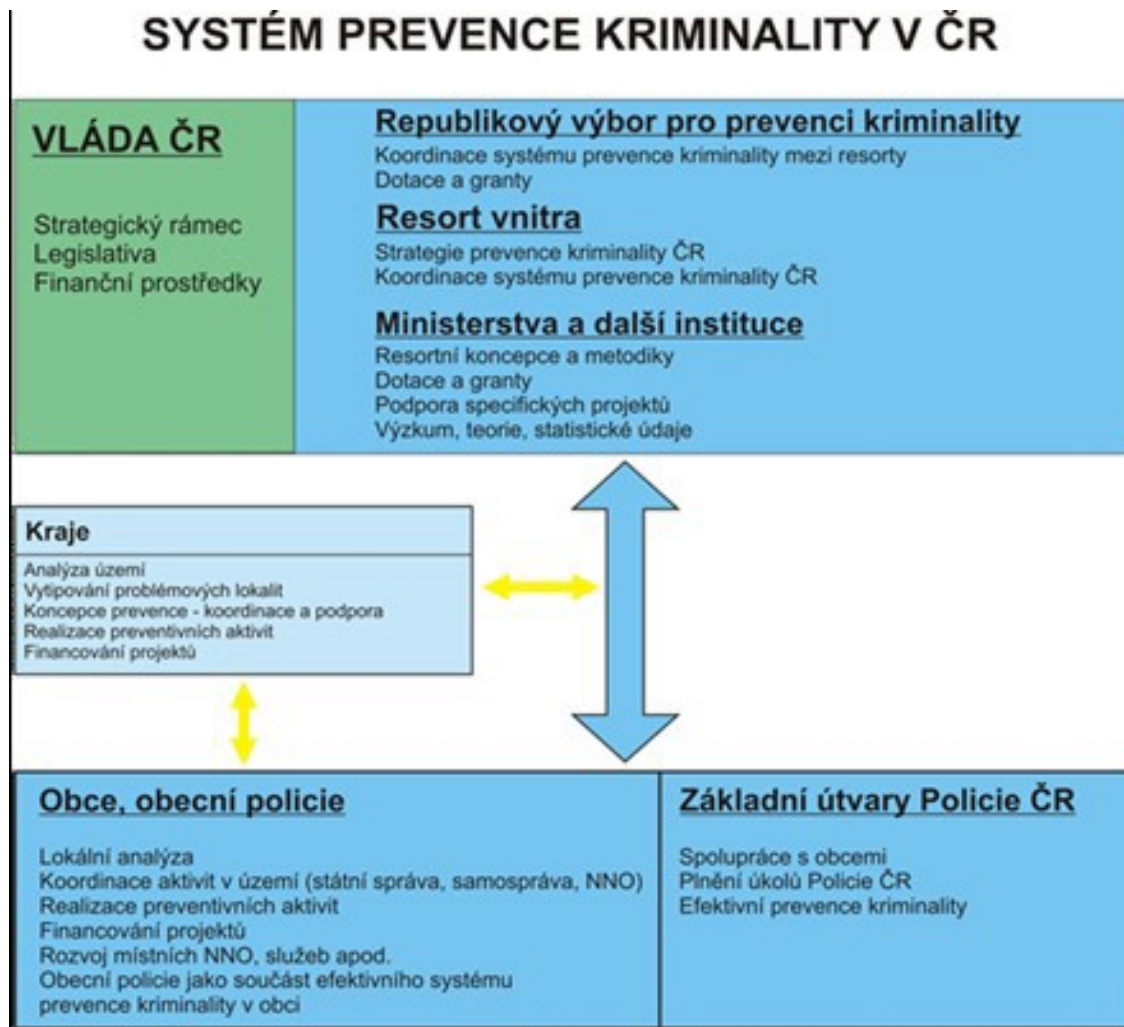 SYSTÉM PREVENCE KRIMINALITY V ČR
VLÁDA ČR
Strategický rámec
Legislativa
Finanční prostředky
Republikový výbor pro prevenci kriminality
Koordinace systému prevence kriminality mezi resorty
Dotace a granty
Resort vnitra
Strategie prevence kriminality ČR
Koordinace systému prevence kriminality ČR
Ministerstva a další instituce
Resortní koncepce a metodiky
Dotace a granty
Podpora specifických projektů
Výzkum, teorie, statistické údaje
Kraje
Analýza území
Vytipování problémových lokalit
Koncepce prevence - koordinace a podpora
Realizace preventivních aktivit
Financování projektů
Obce, obecní policie
Lokální analýza
Koordinace aktivit v území (státní správa, samospráva, NNO)
Realizace preventivních aktivit
Financování projektů
Rozvoj místních NNO, služeb apod.
Obecní policie jako součást efektivního systému
prevence kriminality v obci
Základní útvary Policie ČR
Spolupráce s obcemi
Plnění úkolů Policie ČR
Efektivní prevence kriminality